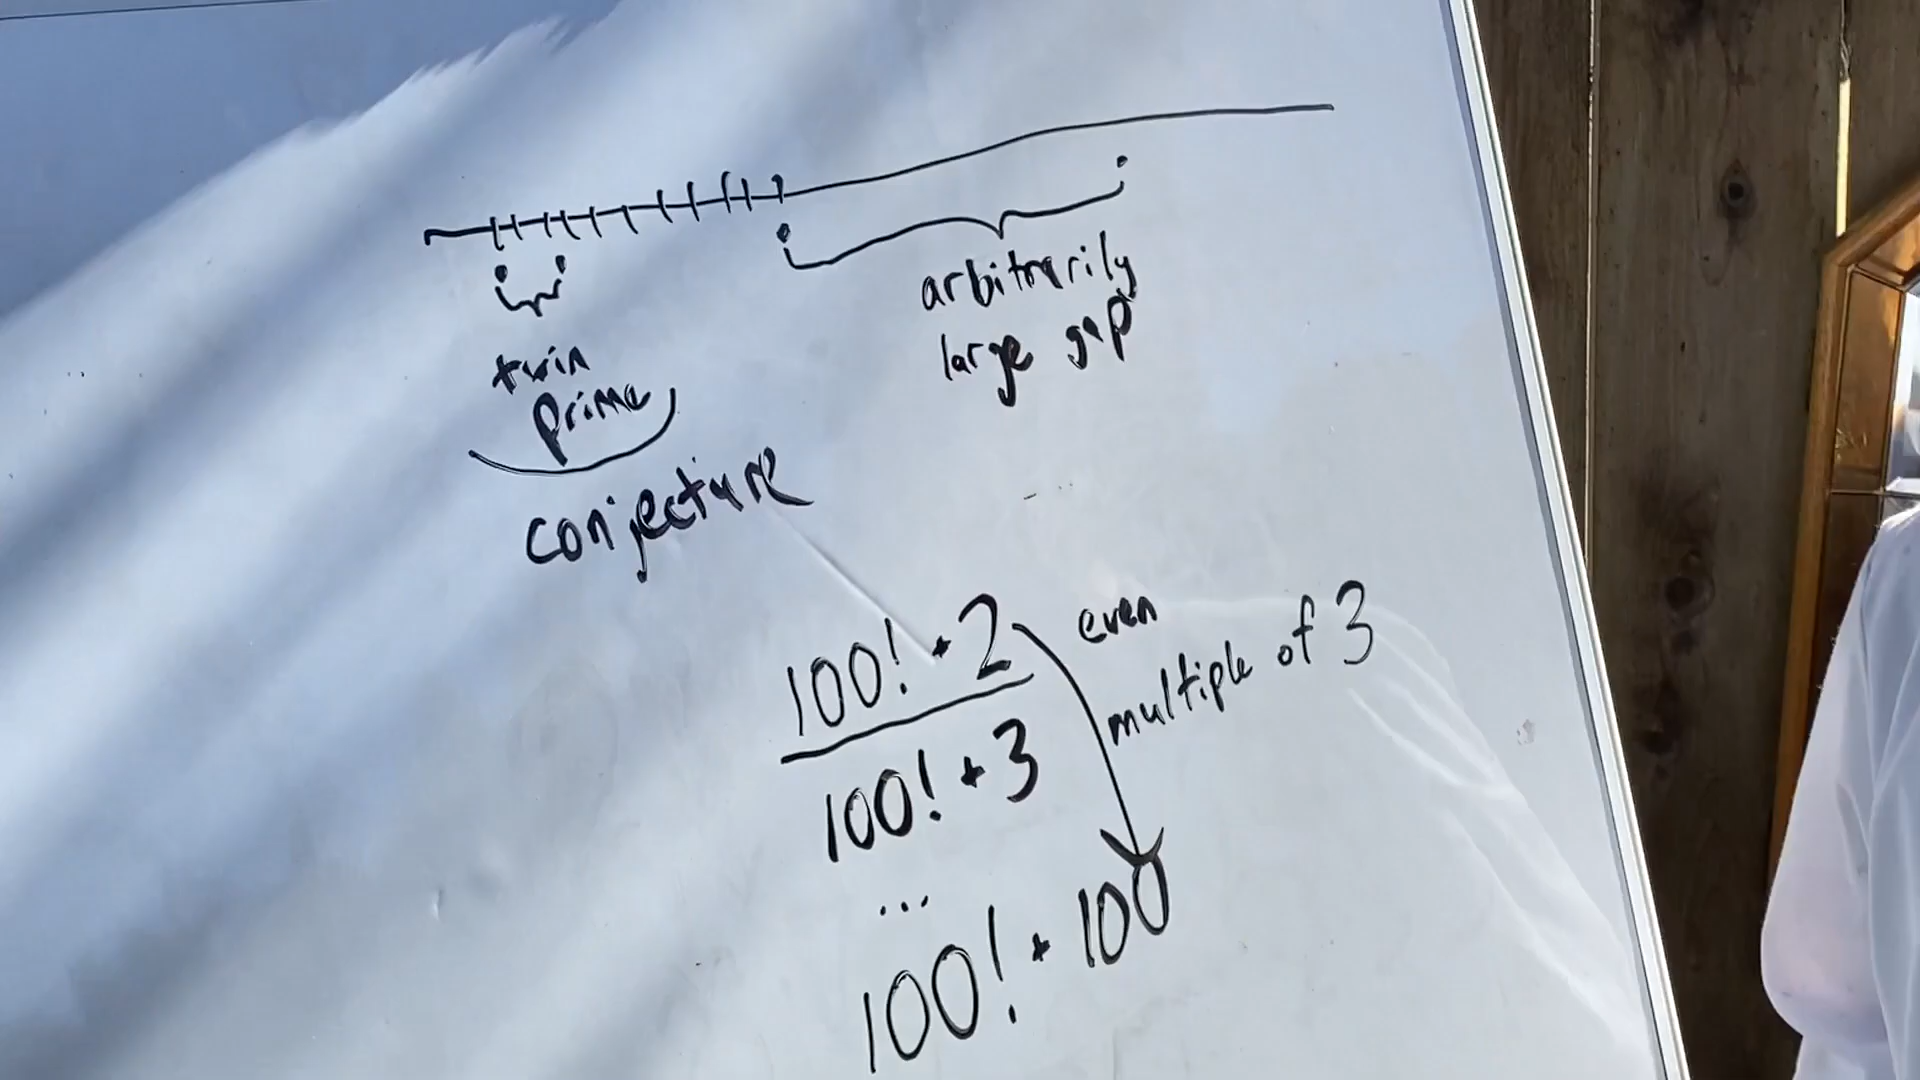 twin
prime
conjecture
arbitrarily
large gap
100! + 2 even
100! + 3 multiple of 3
...
100! + 100